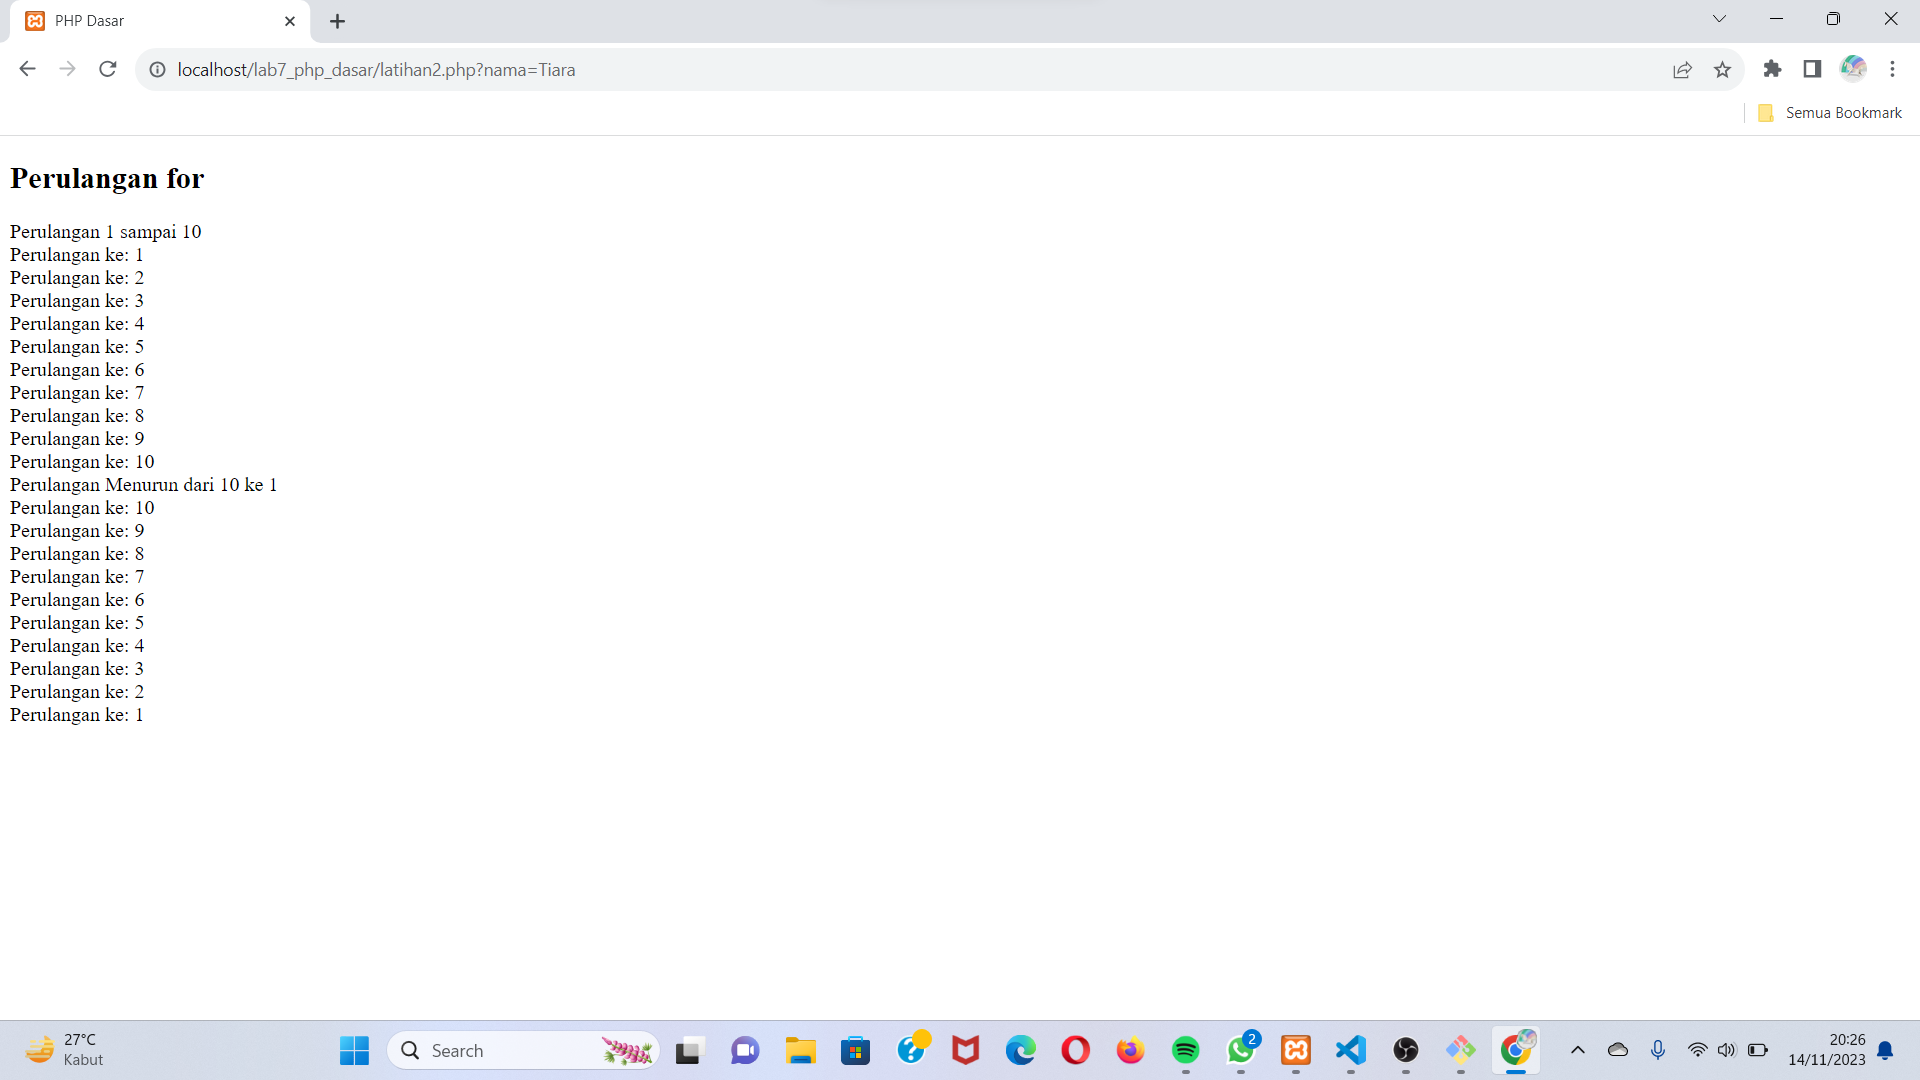 PHP Dasar
localhost/lab7_php_dasar/latihan2.php?nama=Tiara
Semua Bookmark
Perulangan for
Perulangan 1 sampai 10
Perulangan ke: 1
Perulangan ke: 2
Perulangan ke: 3
Perulangan ke: 4
Perulangan ke: 5
Perulangan ke: 6
Perulangan ke: 7
Perulangan ke: 8
Perulangan ke: 9
Perulangan ke: 10
Perulangan Menurun dari 10 ke 1
Perulangan ke: 10
Perulangan ke: 9
Perulangan ke: 8
Perulangan ke: 7
Perulangan ke: 6
Perulangan ke: 5
Perulangan ke: 4
Perulangan ke: 3
Perulangan ke: 2
Perulangan ke: 1
27°C
Kabut
Search
2
20:26
14/11/2023